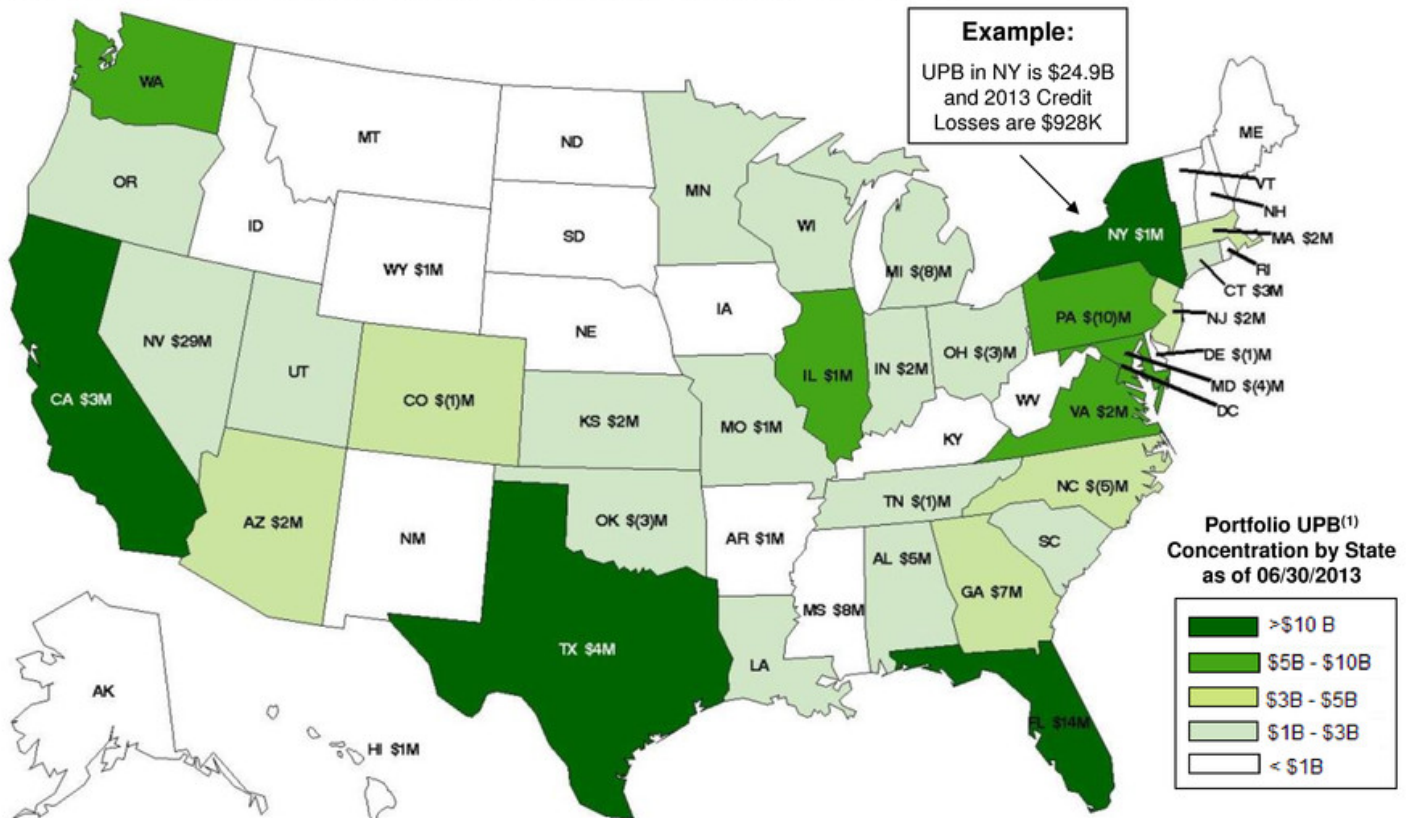 Example:
UPB in NY is $24.9B
and 2013 Credit
Losses are $928K
WA
MT
ND
ME
OR
MN
VT
ID
SD
WI
NH
NY $1M
MA $2M
WY $1M
MI $(8)M
RI
CT $3M
IA
PA $(10)M
NJ $2M
NE
NV $29M
OH $(3)M
DE $(1)M
UT
IL $1M
IN $2M
MD $(4)M
CA $3M
CO $(1)M
WV
VA $2M
DC
KS $2M
MO $1M
KY
NC $(5)M
TN $(1)M
AZ $2M
OK $(3)M
NM
AR $1M
SC
AL $5M
GA $7M
MS $8M
TX $4M
LA
AK
FL $14M
HI $1M
Portfolio UPB(1)
Concentration by State
as of 06/30/2013
>$10 B
$5B - $10B
$3B - $5B
$1B - $3B
< $1B